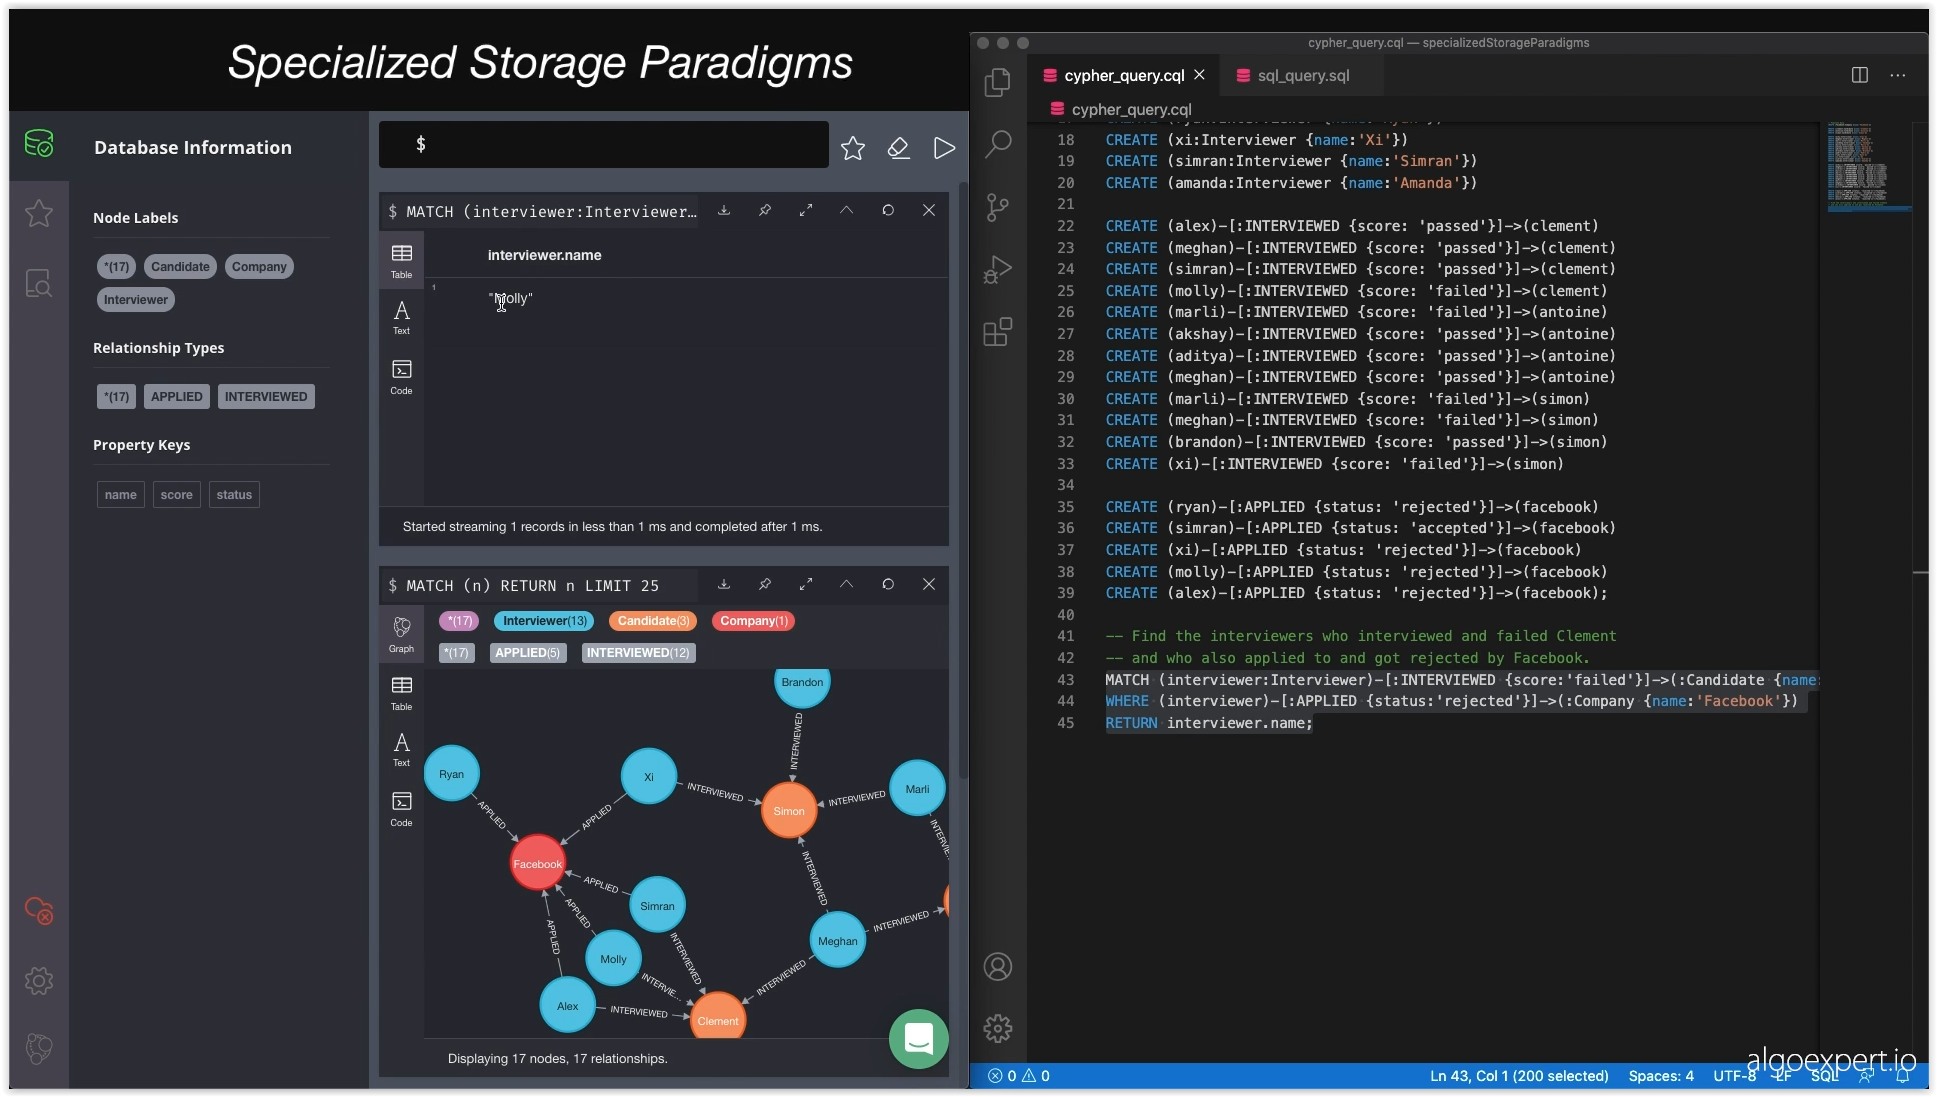 Specialized Storage Paradigms
cypher_query.cql — specializedStorageParadigms
cypher_query.cql
sql_query.sql
cypher_query.cql
Database Information
Node Labels
*(17) Candidate Company
Interviewer
Relationship Types
*(17) APPLIED INTERVIEWED
Property Keys
name score status
$
$ MATCH (interviewer:Interviewer…
Table
Text
Code
interviewer.name
1
"Molly"
Started streaming 1 records in less than 1 ms and completed after 1 ms.
$ MATCH (n) RETURN n LIMIT 25
Graph
Table
Text
Code
*(17) Interviewer(13) Candidate(3) Company(1)
*(17) APPLIED(5) INTERVIEWED(12)
Brandon
INTERVIEWED
Ryan
Xi
Marli
INTERVIEWED
INTERVIEWED
Simon
APPLIED
APPLIED
INTERVIE…
Facebook
APPLIED
INTERVIEWED
Simran
APPLIED
APPLIED
INTERVIEWED
Meghan
INTERVIEWED
Molly
INTERVIE…
INTERVIEWED
Alex
INTERVIEWED
Clement
Displaying 17 nodes, 17 relationships.
18 CREATE (xi:Interviewer {name:'Xi'})
19 CREATE (simran:Interviewer {name:'Simran'})
20 CREATE (amanda:Interviewer {name:'Amanda'})
21
22 CREATE (alex)-[:INTERVIEWED {score: 'passed'}]->(clement)
23 CREATE (meghan)-[:INTERVIEWED {score: 'passed'}]->(clement)
24 CREATE (simran)-[:INTERVIEWED {score: 'passed'}]->(clement)
25 CREATE (molly)-[:INTERVIEWED {score: 'failed'}]->(clement)
26 CREATE (marli)-[:INTERVIEWED {score: 'failed'}]->(antoine)
27 CREATE (akshay)-[:INTERVIEWED {score: 'passed'}]->(antoine)
28 CREATE (aditya)-[:INTERVIEWED {score: 'passed'}]->(antoine)
29 CREATE (meghan)-[:INTERVIEWED {score: 'passed'}]->(antoine)
30 CREATE (marli)-[:INTERVIEWED {score: 'failed'}]->(simon)
31 CREATE (meghan)-[:INTERVIEWED {score: 'failed'}]->(simon)
32 CREATE (brandon)-[:INTERVIEWED {score: 'passed'}]->(simon)
33 CREATE (xi)-[:INTERVIEWED {score: 'failed'}]->(simon)
34
35 CREATE (ryan)-[:APPLIED {status: 'rejected'}]->(facebook)
36 CREATE (simran)-[:APPLIED {status: 'accepted'}]->(facebook)
37 CREATE (xi)-[:APPLIED {status: 'rejected'}]->(facebook)
38 CREATE (molly)-[:APPLIED {status: 'rejected'}]->(facebook)
39 CREATE (alex)-[:APPLIED {status: 'rejected'}]->(facebook);
40
41 -- Find the interviewers who interviewed and failed Clement
42 -- and who also applied to and got rejected by Facebook.
43 MATCH (interviewer:Interviewer)-[:INTERVIEWED {score:'failed'}]->(:Candidate {name:
44 WHERE (interviewer)-[:APPLIED {status:'rejected'}]->(:Company {name:'Facebook'})
45 RETURN interviewer.name;
algoexpert.io
0 0
Ln 43, Col 1 (200 selected) Spaces: 4 UTF-8 LF SQL